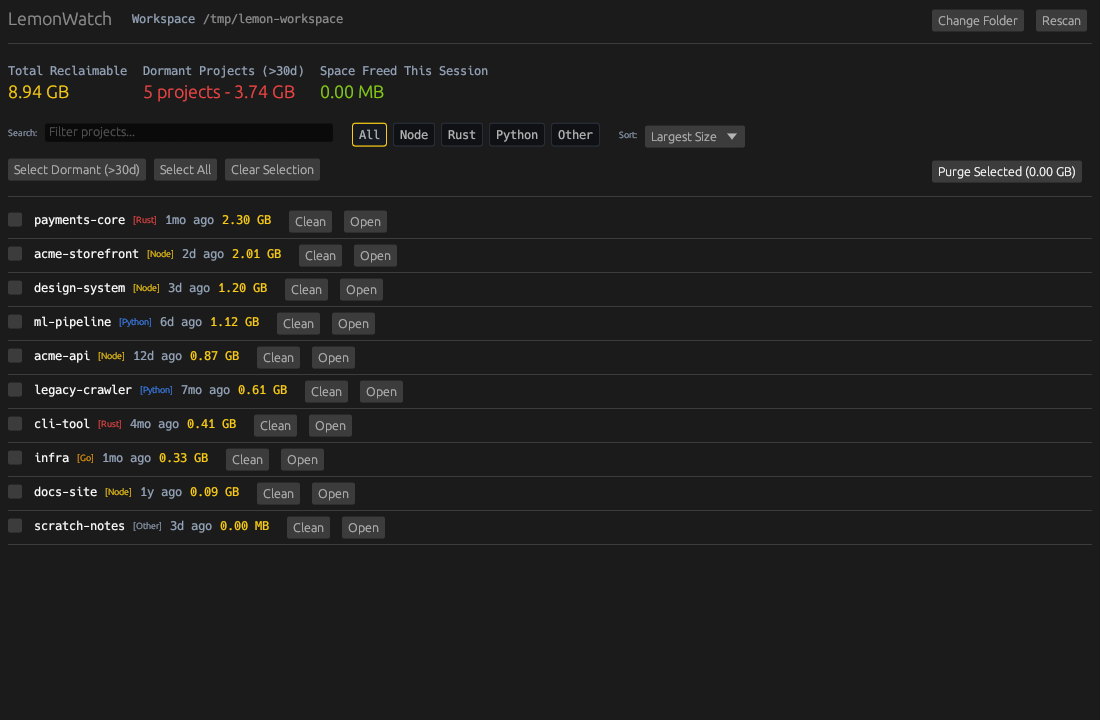 LemonWatch Workspace /tmp/lemon-workspace Change Folder Rescan
Total Reclaimable Dormant Projects (>30d) Space Freed This Session
8.94 GB 5 projects - 3.74 GB 0.00 MB
Search: Filter projects... All Node Rust Python Other Sort: Largest Size
Select Dormant (>30d) Select All Clear Selection Purge Selected (0.00 GB)
payments-core [Rust] 1mo ago 2.30 GB Clean Open
acme-storefront [Node] 2d ago 2.01 GB Clean Open
design-system [Node] 3d ago 1.20 GB Clean Open
ml-pipeline [Python] 6d ago 1.12 GB Clean Open
acme-api [Node] 12d ago 0.87 GB Clean Open
legacy-crawler [Python] 7mo ago 0.61 GB Clean Open
cli-tool [Rust] 4mo ago 0.41 GB Clean Open
infra [Go] 1mo ago 0.33 GB Clean Open
docs-site [Node] 1y ago 0.09 GB Clean Open
scratch-notes [Other] 3d ago 0.00 MB Clean Open